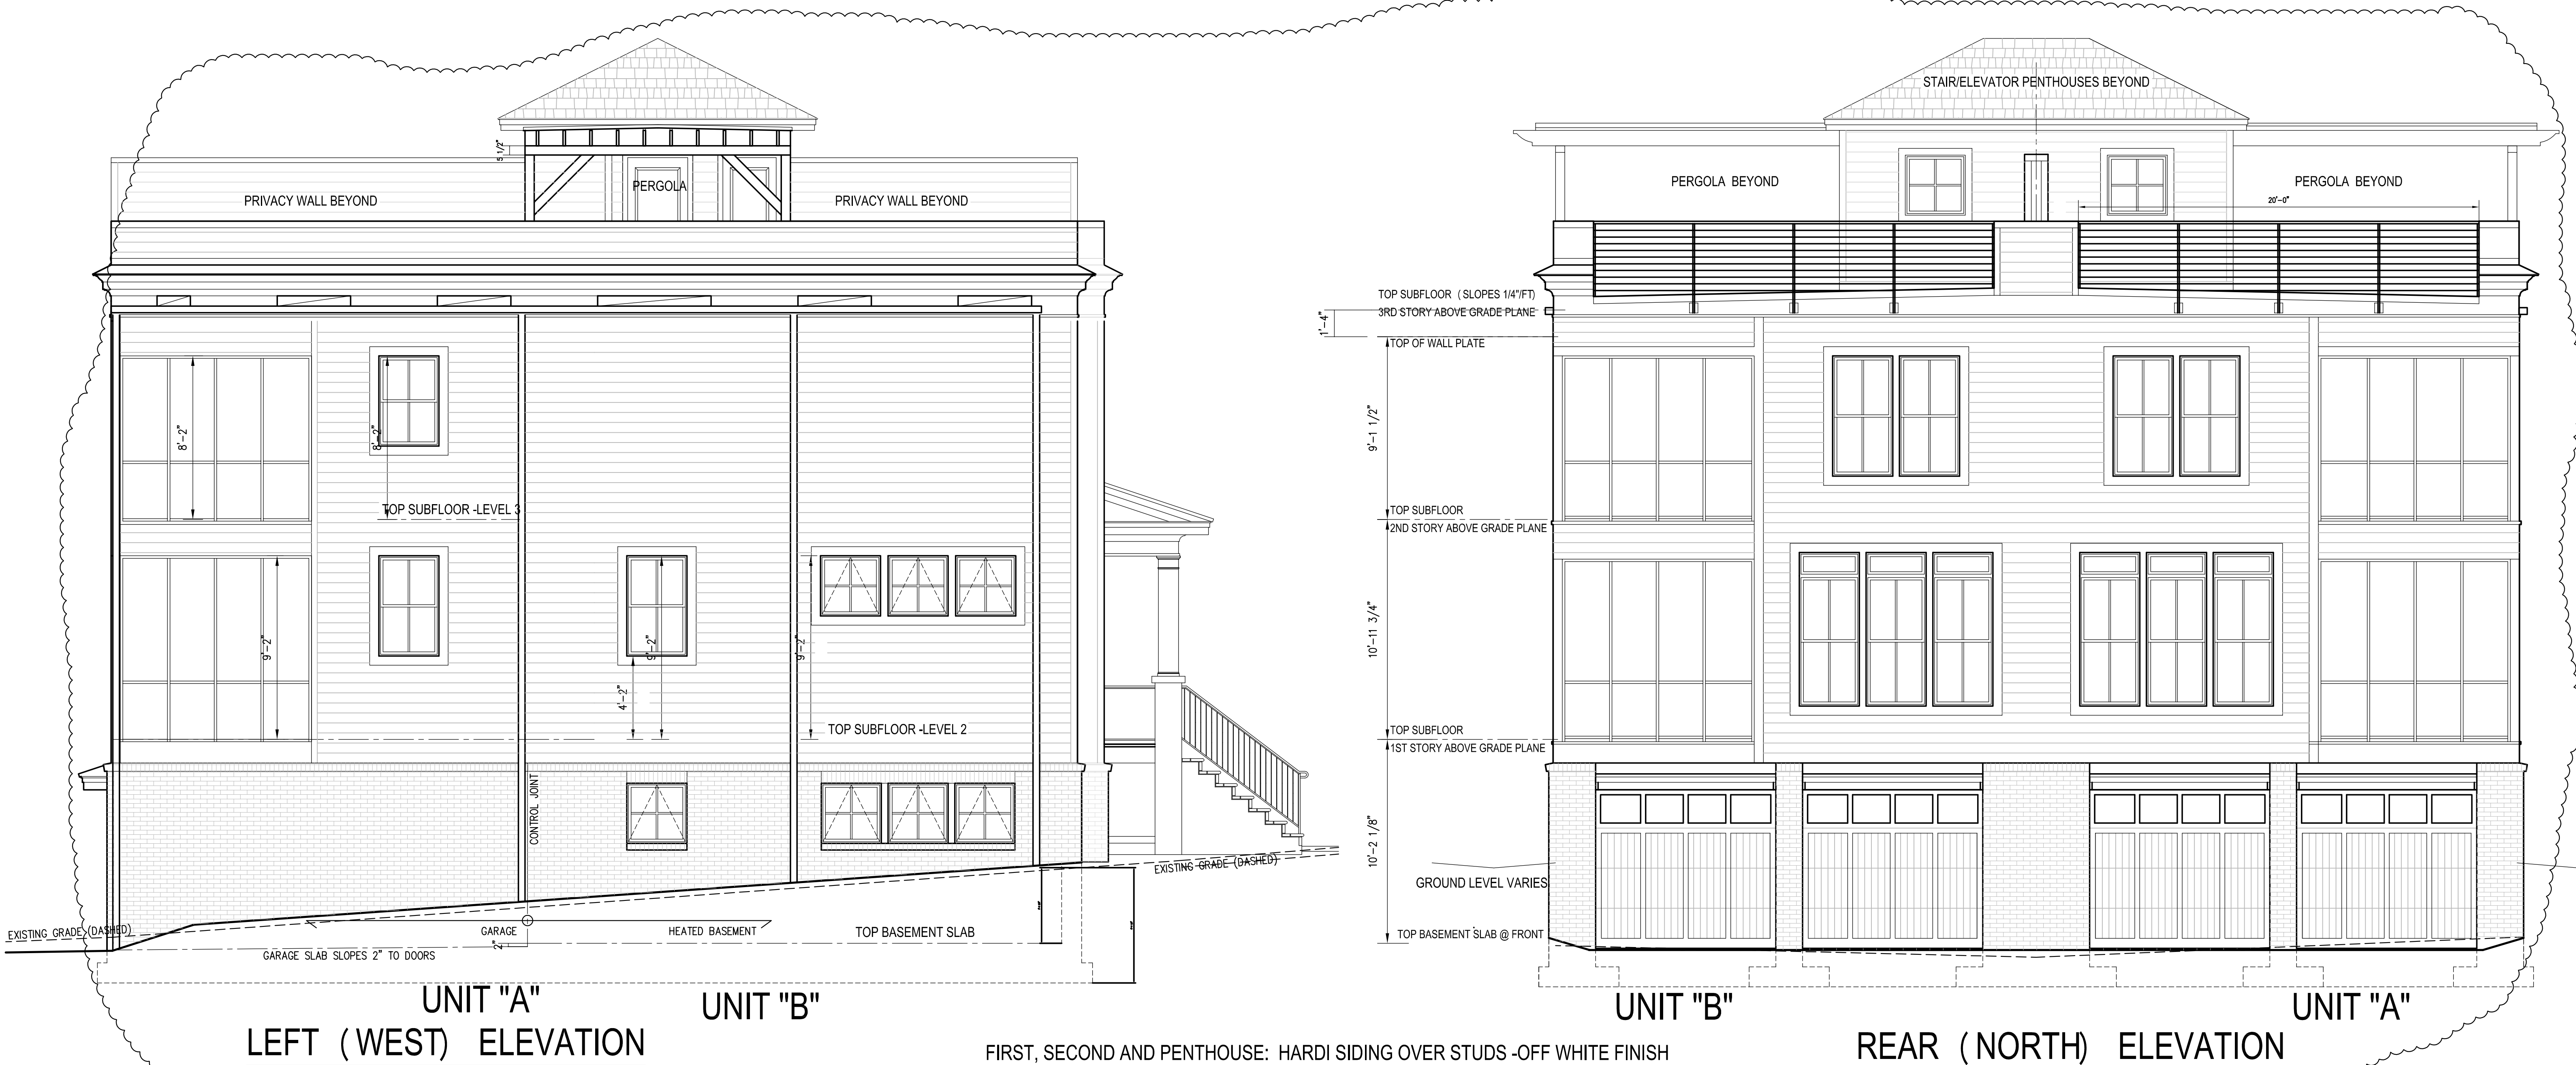 STAIR/ELEVATOR PENTHOUSES BEYOND
5 1/2"
PERGOLA
PRIVACY WALL BEYOND
PRIVACY WALL BEYOND
PERGOLA BEYOND
PERGOLA BEYOND
20'-0"
TOP SUBFLOOR (SLOPES 1/4"/FT)
3RD STORY ABOVE GRADE PLANE
1'-4"
TOP OF WALL PLATE
8'-2"
8'-2"
9'-1 1/2"
TOP SUBFLOOR -LEVEL 3
TOP SUBFLOOR
2ND STORY ABOVE GRADE PLANE
9'-2"
9'-2"
9'-2"
4'-2"
10'-11 3/4"
TOP SUBFLOOR -LEVEL 2
TOP SUBFLOOR
1ST STORY ABOVE GRADE PLANE
CONTROL JOINT
10'-2 1/8"
EXISTING GRADE (DASHED)
GROUND LEVEL VARIES
EXISTING GRADE (DASHED)
GARAGE
HEATED BASEMENT
TOP BASEMENT SLAB
TOP BASEMENT SLAB @ FRONT
2"
GARAGE SLAB SLOPES 2" TO DOORS
UNIT "A"
UNIT "B"
UNIT "B"
UNIT "A"
LEFT (WEST) ELEVATION
FIRST, SECOND AND PENTHOUSE: HARDI SIDING OVER STUDS -OFF WHITE FINISH
REAR (NORTH) ELEVATION